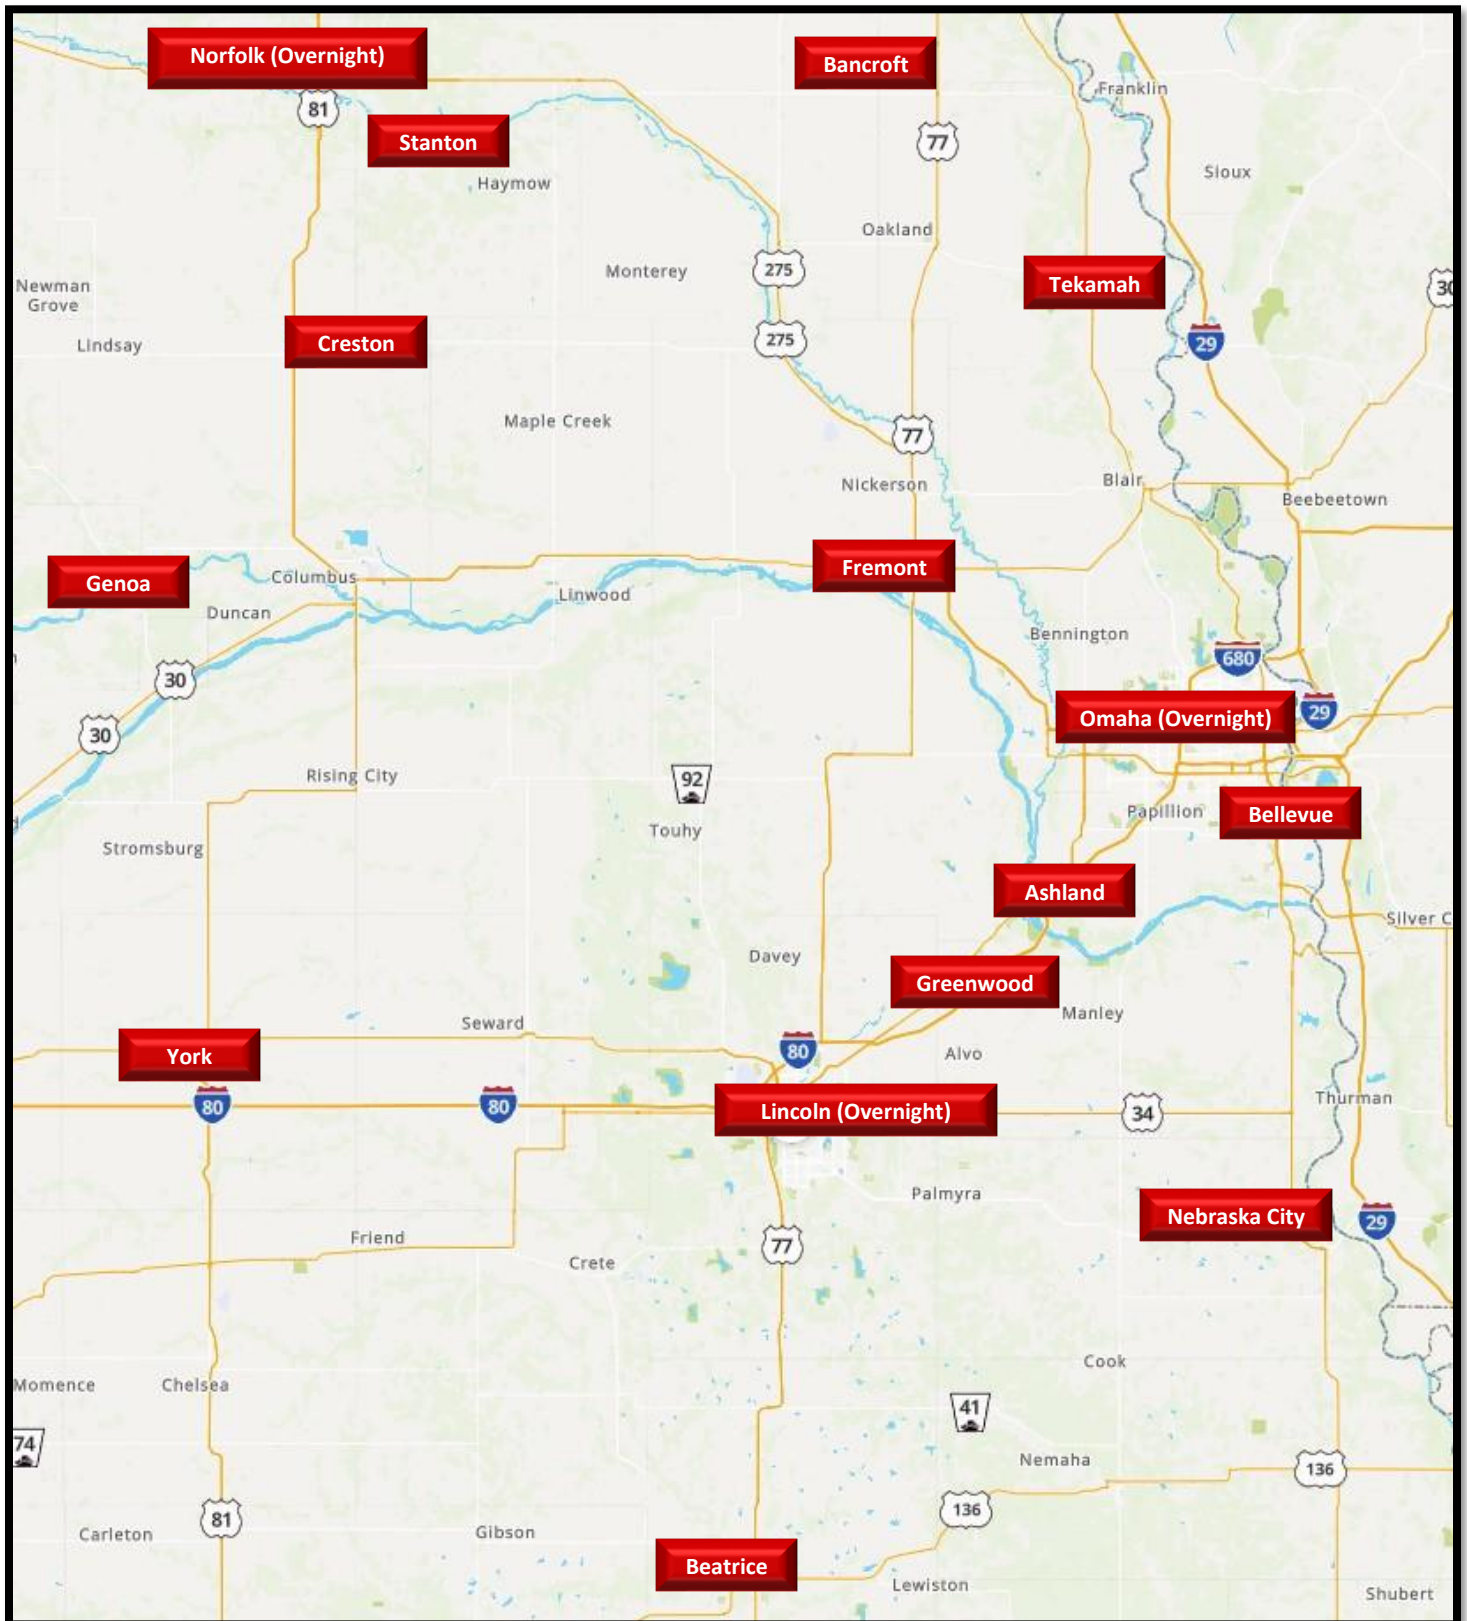 Norfolk (Overnight)
Bancroft
Franklin
81
Stanton
77
Sioux
Haymow
Oakland
Monterey
275
Tekamah
Newman
Grove
30
Lindsay
Creston
275
29
Maple Creek
77
Nickerson
Blair
Beebeetown
Genoa
Columbus
Fremont
Linwood
Duncan
Bennington
680
30
Omaha (Overnight)
29
30
Rising City
92
Touhy
Papillion
Bellevue
Stromsburg
Ashland
Silver C
Davey
Greenwood
Manley
Seward
York
80
Alvo
80
80
Lincoln (Overnight)
34
Thurman
Palmyra
Nebraska City
29
Friend
77
Crete
Cook
Momence
Chelsea
41
74
Nemaha
136
81
136
Carleton
Gibson
Beatrice
Lewiston
Shubert